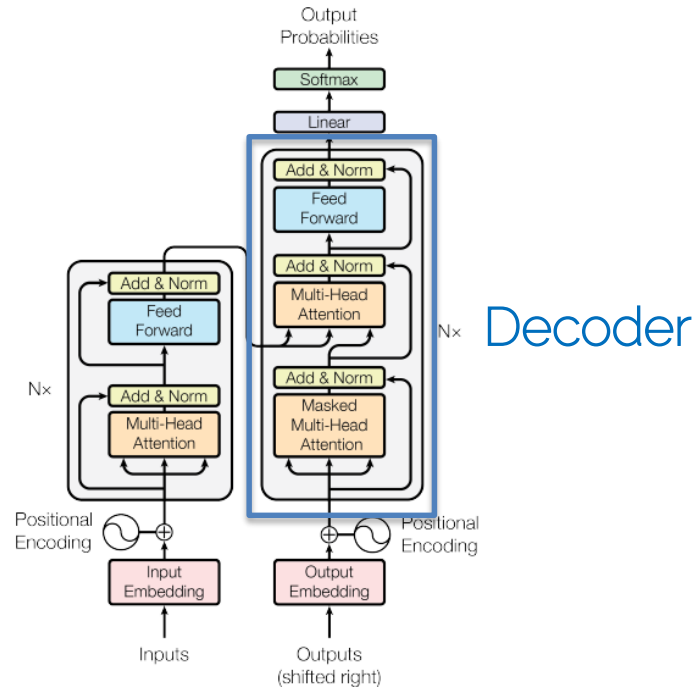 Output
Probabilities
Softmax
Linear
Add & Norm
Feed
Forward
Add & Norm
Multi-Head
Attention
Add & Norm
Masked
Multi-Head
Attention
N×
Decoder
Add & Norm
Feed
Forward
N×
Add & Norm
Multi-Head
Attention
Positional
Encoding
Positional
Encoding
Input
Embedding
Output
Embedding
Inputs
Outputs
(shifted right)